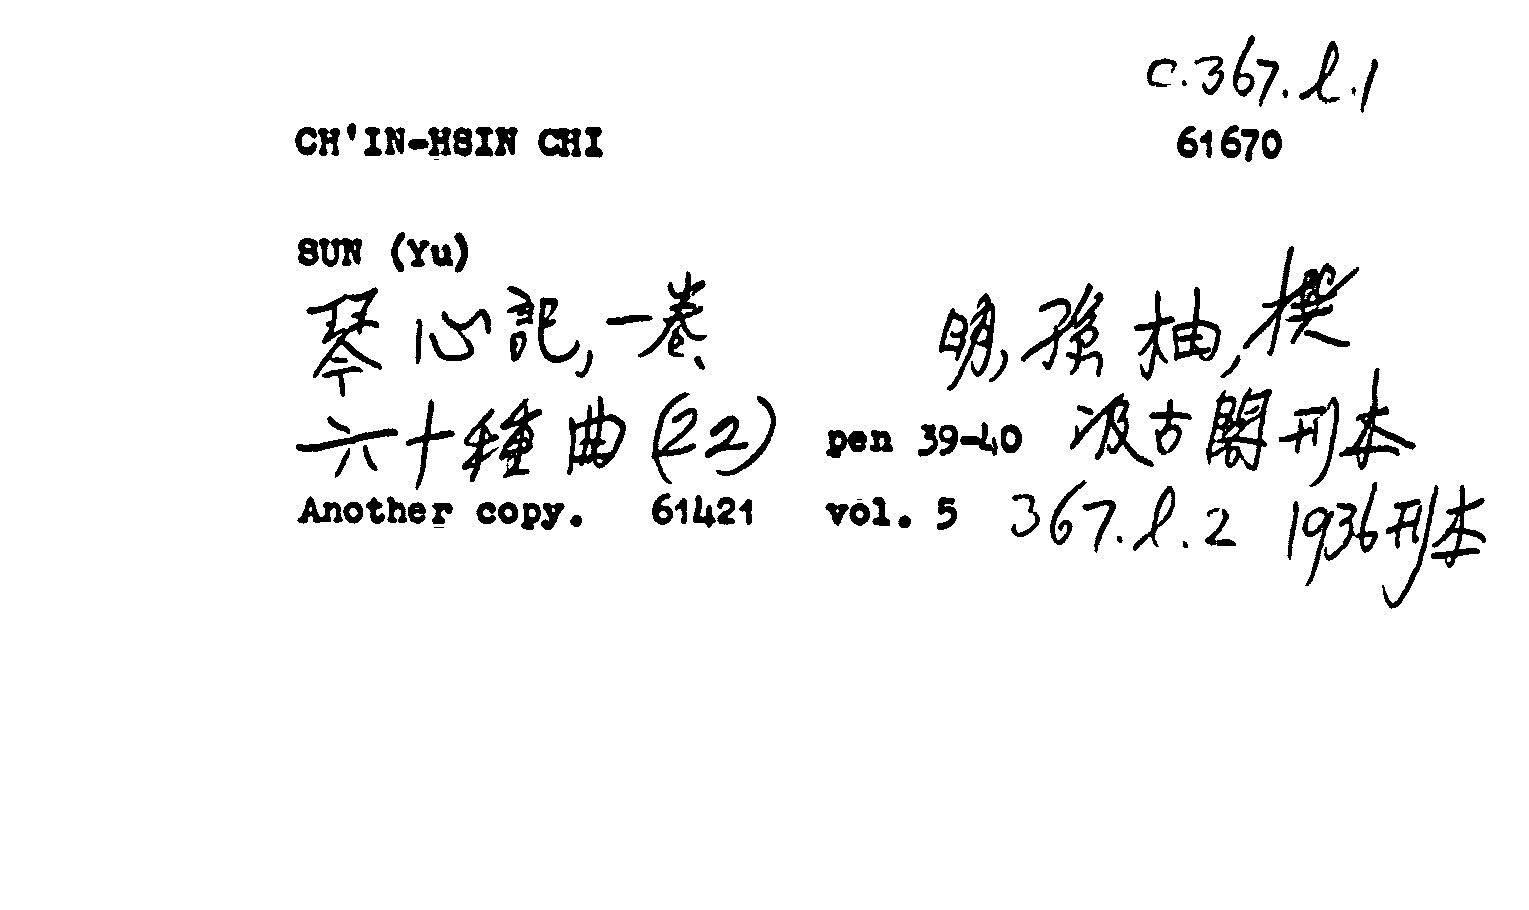 c.367.l.1
CH'IN-HSIN CHI 61670
SUN (Yu)
琴心記,一卷、 明,孫柚,撰
六十種曲(22) pen 39-40 汲古閣刊本
Another copy. 61421 vol. 5 367.l.2 1936刊本